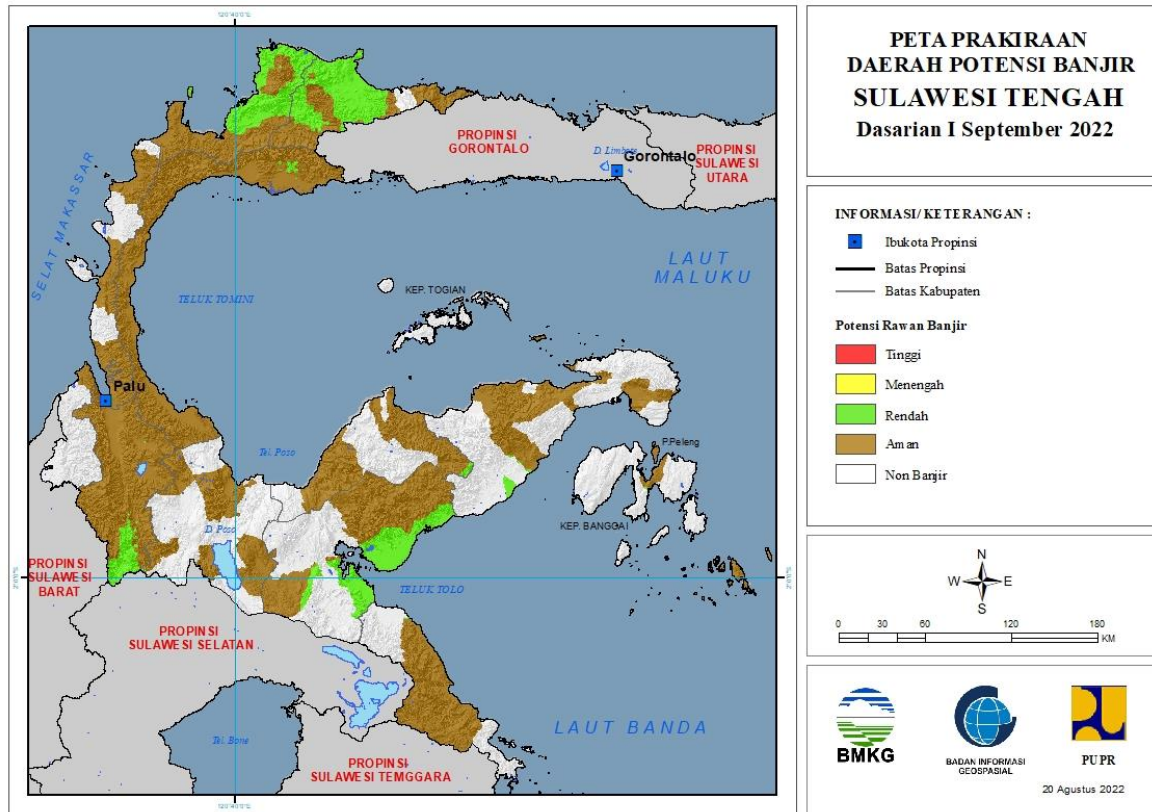 120°40'0"E
PROPINSI
GORONTALO
D. Limboto
Gorontalo
PROPINSI
SULAWESI
UTARA
SELAT MAKASSAR
LAUT
MALUKU
TELUK TOMINI
KEP. TOGIAN
Palu
Tel. Poso
P.Peleng
KEP. BANGGAI
D. Poso
PROPINSI
SULAWESI
BARAT
TELUK TOLO
PROPINSI
SULAWESI SELATAN
LAUT BANDA
Tel. Bone
PROPINSI
SULAWESI TEMGGARA
PETA PRAKIRAAN
DAERAH POTENSI BANJIR
SULAWESI TENGAH
Dasarian I September 2022
INFORMASI/ KETERANGAN :
Ibukota Propinsi
Batas Propinsi
Batas Kabupaten
Potensi Rawan Banjir
Tinggi
Menengah
Rendah
Aman
Non Banjir
N
W E
S
0 30 60 120 180
KM
BMKG
BADAN INFORMASI
GEOSPASIAL
PUPR
20 Agustus 2022